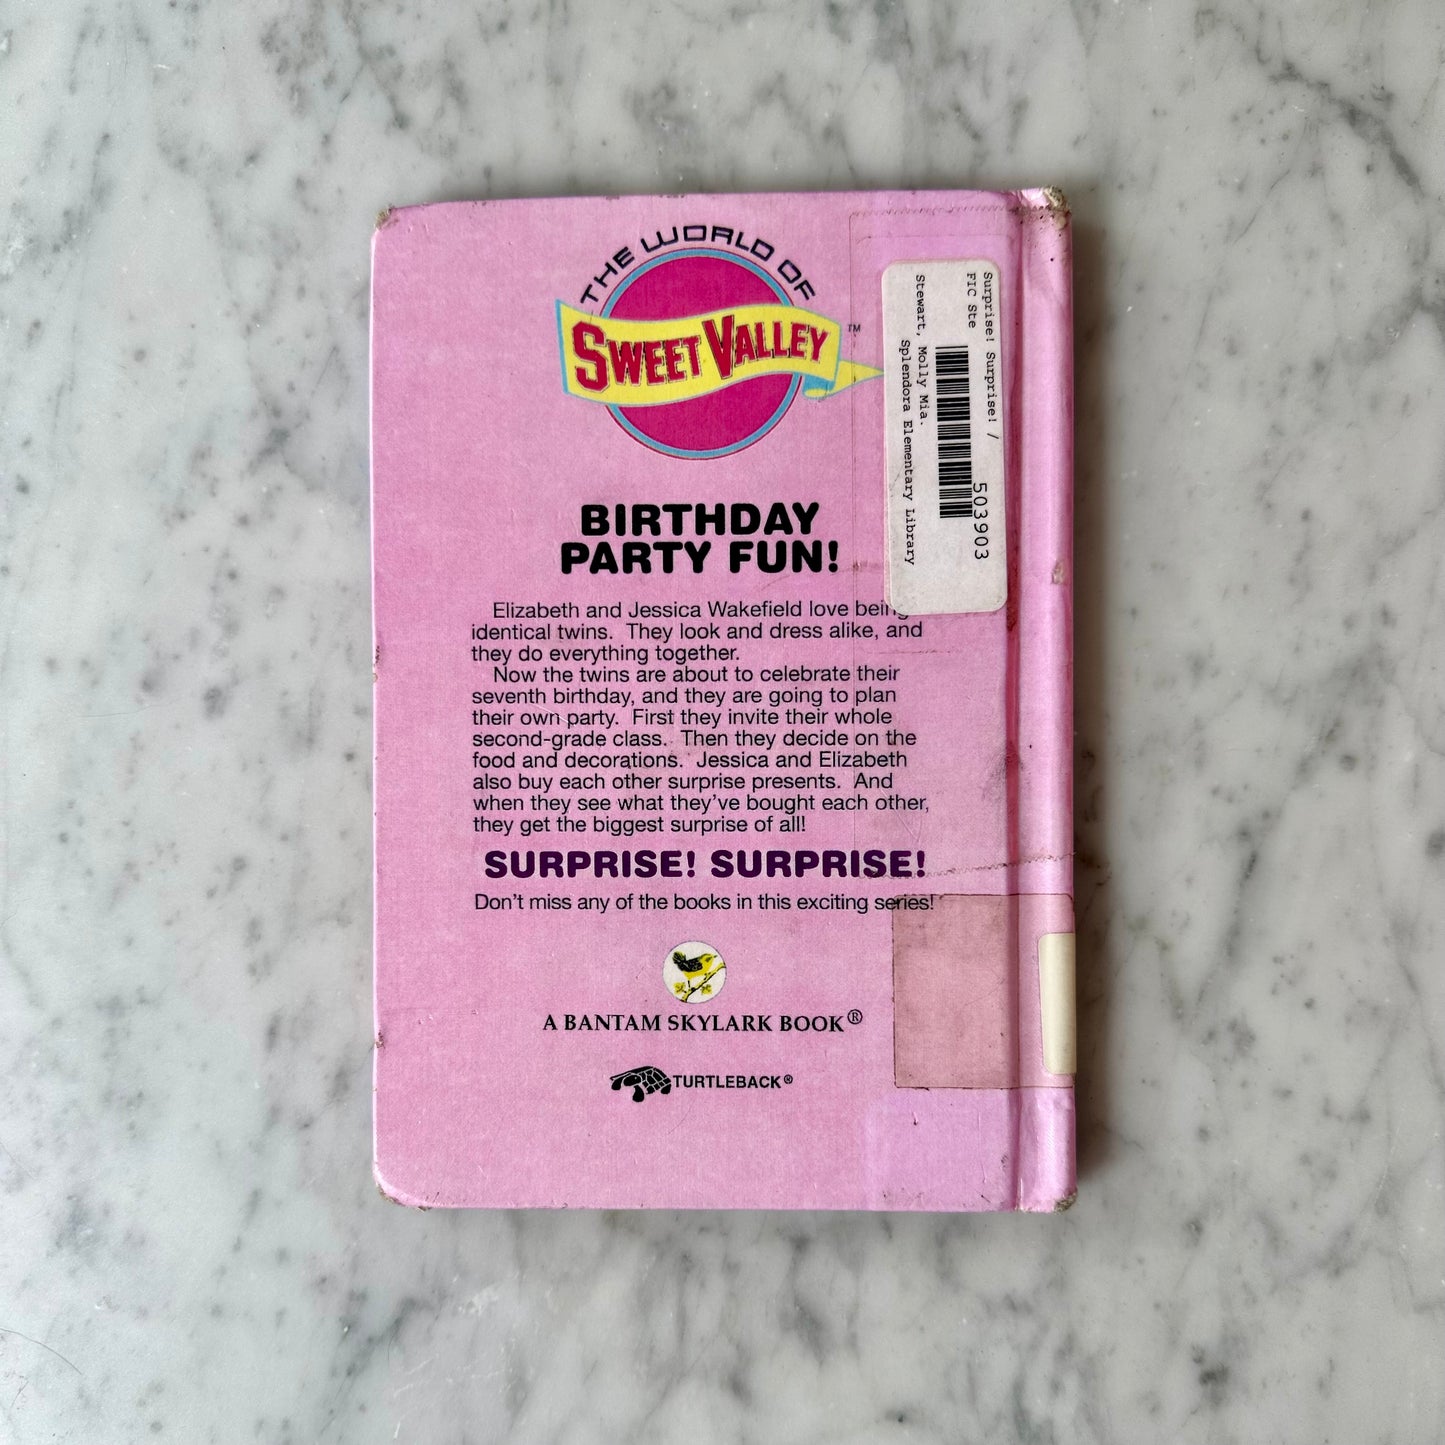 THE WORLD OF
SWEET VALLEY™
BIRTHDAY
PARTY FUN!
Elizabeth and Jessica Wakefield love being
identical twins. They look and dress alike, and
they do everything together.
Now the twins are about to celebrate their
seventh birthday, and they are going to plan
their own party. First they invite their whole
second-grade class. Then they decide on the
food and decorations. Jessica and Elizabeth
also buy each other surprise presents. And
when they see what they've bought each other,
they get the biggest surprise of all!
SURPRISE! SURPRISE!
Don't miss any of the books in this exciting series!
A BANTAM SKYLARK BOOK®
TURTLEBACK®
Surprise! Surprise! /
FIC Ste
503903
Stewart, Molly Mia.
Splendora Elementary Library